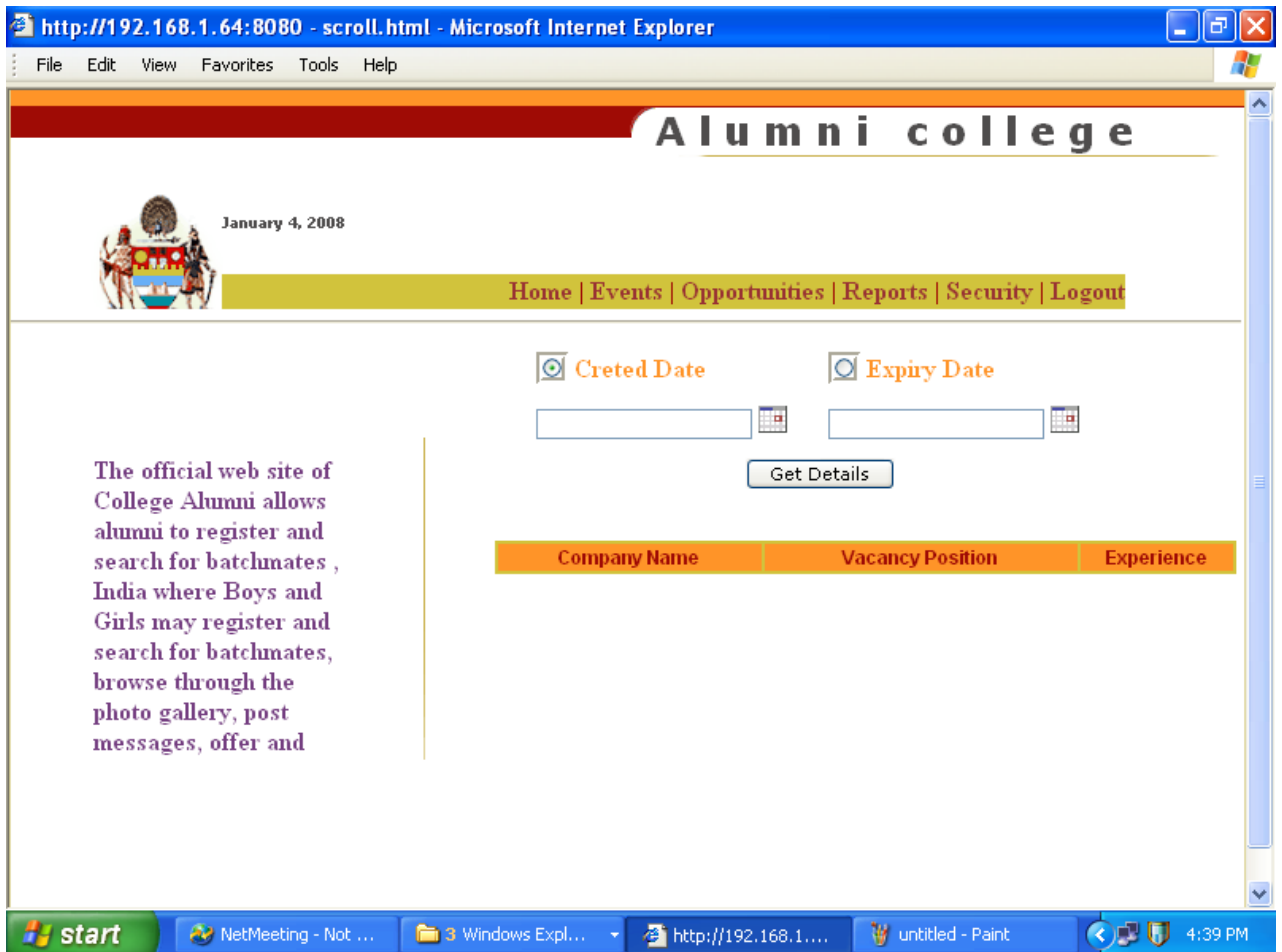 http://192.168.1.64:8080 - scroll.html - Microsoft Internet Explorer
File Edit View Favorites Tools Help
Alumni college
January 4, 2008
Home | Events | Opportunities | Reports | Security | Logout
Creted Date Expiry Date
Get Details
The official web site of
College Alumni allows
alumni to register and
search for batchmates ,
India where Boys and
Girls may register and
search for batchmates,
browse through the
photo gallery, post
messages, offer and
Company Name Vacancy Position Experience
start NetMeeting - Not ... 3 Windows Expl... http://192.168.1.... untitled - Paint 4:39 PM